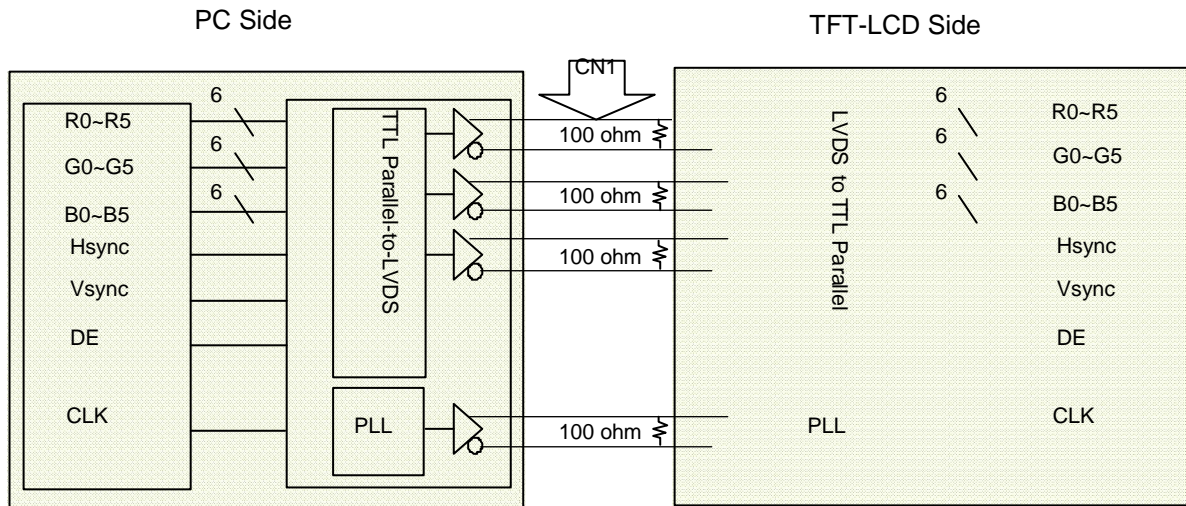 PC Side
TFT-LCD Side
CN1
R0~R5
6
G0~G5
6
B0~B5
6
Hsync
Vsync
DE
CLK
TTL Parallel-to-LVDS
PLL
100 ohm
100 ohm
100 ohm
100 ohm
LVDS to TTL Parallel
PLL
6
R0~R5
6
G0~G5
6
B0~B5
Hsync
Vsync
DE
CLK